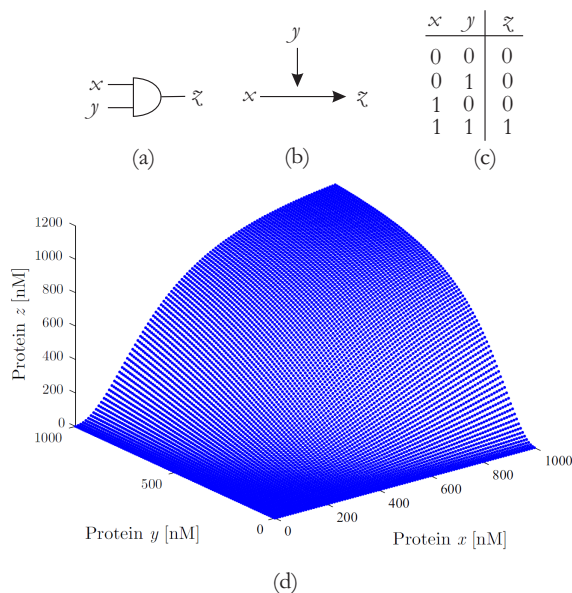 x
y
z
(a)
y
x z
(b)
x y z
0 0 0
0 1 0
1 0 0
1 1 1
(c)
1200
1000
800
600
400
200
0
Protein z [nM]
1000
500
0
Protein y [nM]
0
200
400
600
800
1000
Protein x [nM]
(d)